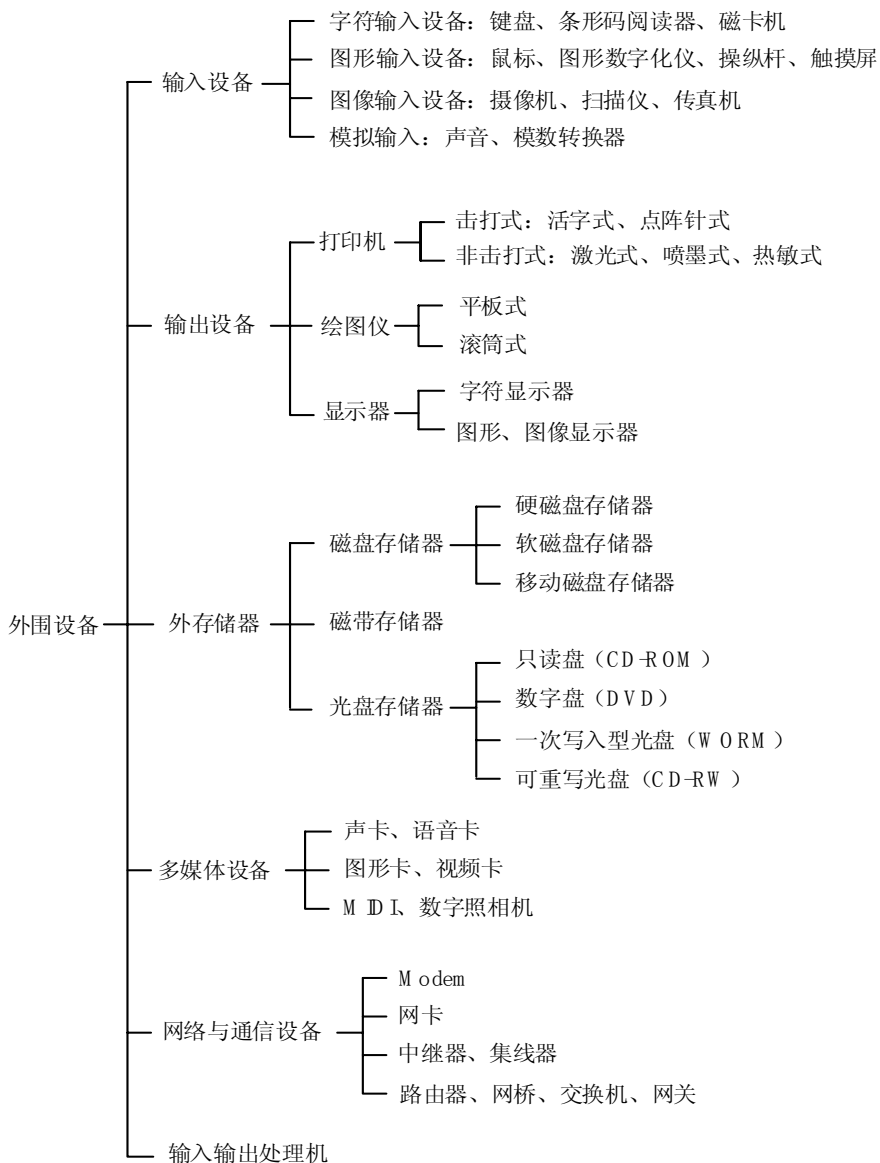 字符输入设备：键盘、条形码阅读器、磁卡机
图形输入设备：鼠标、图形数字化仪、操纵杆、触摸屏
输入设备
图像输入设备：摄像机、扫描仪、传真机
模拟输入：声音、模数转换器
击打式：活字式、点阵针式
打印机
非击打式：激光式、喷墨式、热敏式
平板式
输出设备
绘图仪
滚筒式
字符显示器
显示器
图形、图像显示器
硬磁盘存储器
磁盘存储器
软磁盘存储器
移动磁盘存储器
外围设备
外存储器
磁带存储器
只读盘（CD-ROM）
数字盘（DVD）
光盘存储器
一次写入型光盘（WORM）
可重写光盘（CD-RW）
声卡、语音卡
多媒体设备
图形卡、视频卡
MIDI、数字照相机
Modem
网卡
网络与通信设备
中继器、集线器
路由器、网桥、交换机、网关
输入输出处理机